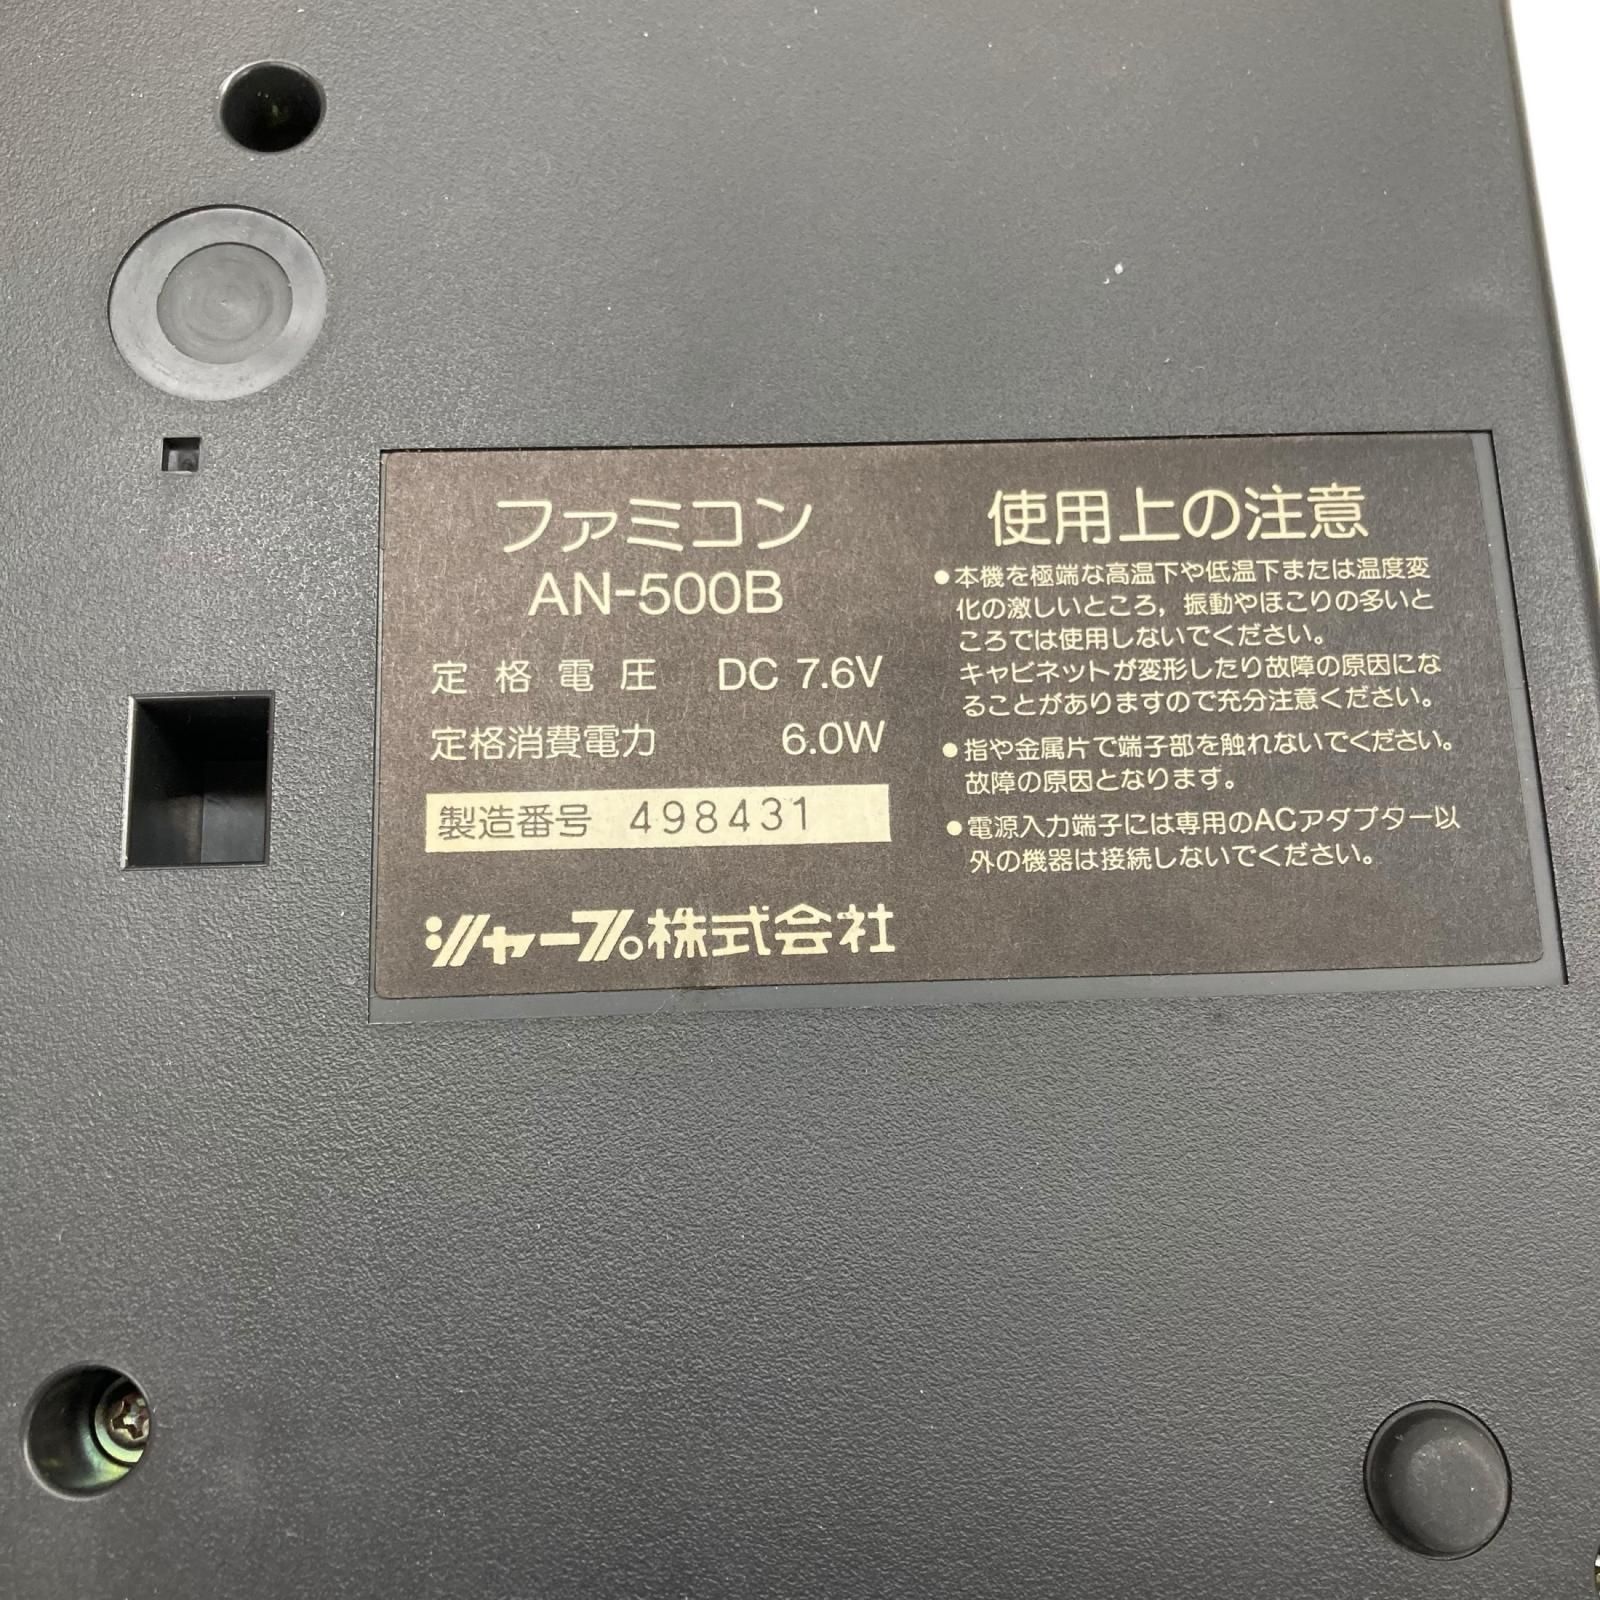 ファミコン
AN-500B
定格電圧 DC 7.6V
定格消費電力 6.0W
製造番号 498431
シャープ株式会社
使用上の注意
●本機を極端な高温下や低温下または温度変
化の激しいところ，振動やほこりの多いと
ころでは使用しないでください。
キャビネットが変形したり故障の原因にな
ることがありますので充分注意ください。
●指や金属片で端子部を触れないでください。
故障の原因となります。
●電源入力端子には専用のACアダプター以
外の機器は接続しないでください。